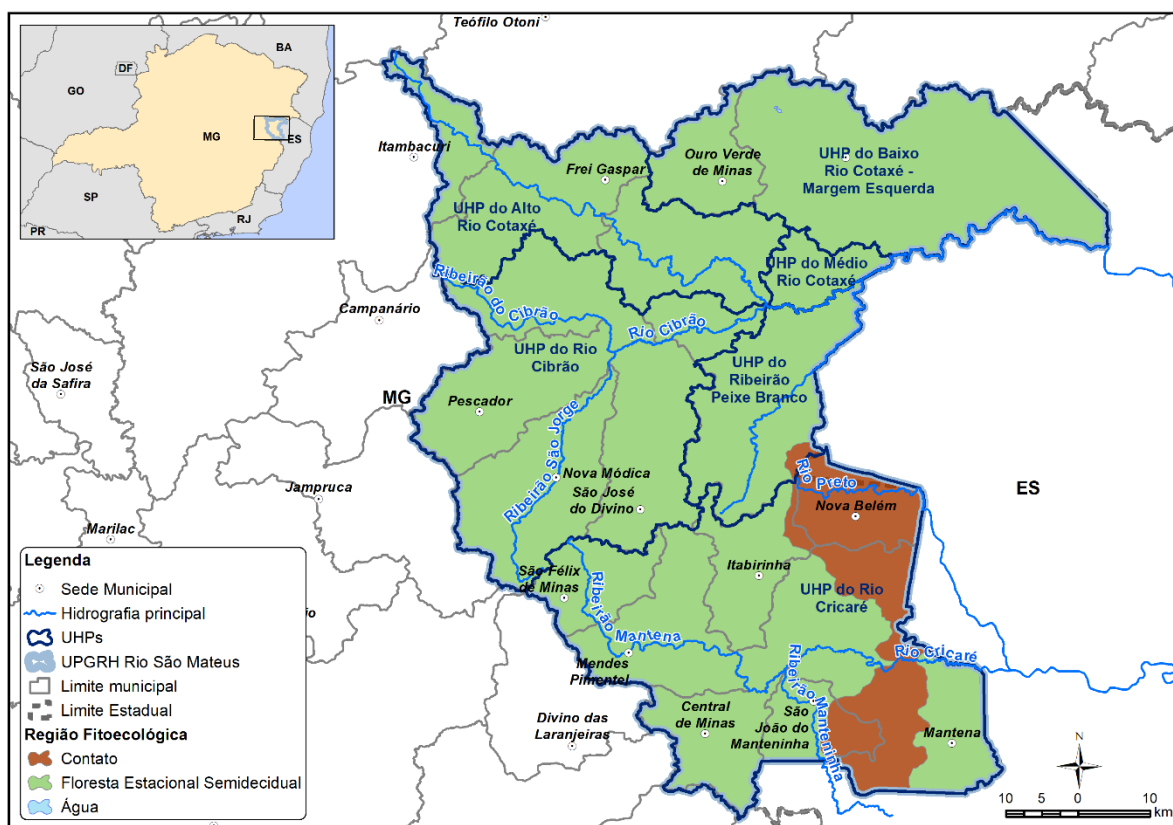 Teófilo Otoni
BA
DF
GO
MG
ES
SP
RJ
PR
Itambacuri
Frei Gaspar
Ouro Verde
de Minas
UHP do Baixo
Rio Cotaxé -
Margem Esquerda
UHP do Alto
Rio Cotaxé
UHP do Médio
Rio Cotaxé
Ribeirão do Cibrão
Campanário
Rio Cibrão
UHP do Rio
Cibrão
UHP do
Ribeirão
Peixe Branco
São José
da Safira
MG
Pescador
Ribeirão São Jorge
Nova Módica
São José
do Divino
Rio Preto
Nova Belém
ES
Jampruca
Marilac
São Félix
de Minas
Itabirinha
UHP do Rio
Cricaré
Ribeirão Mantena
Rio Cricaré
Mendes
Pimentel
Ribeirão Manteninha
Central
de Minas
São
João do
Manteninha
Mantena
Divino das
Laranjeiras
Legenda
Sede Municipal
Hidrografia principal
UHPs
UPGRH Rio São Mateus
Limite municipal
Limite Estadual
Região Fitoecológica
Contato
Floresta Estacional Semidecidual
Água
N
10 5 0 10
km